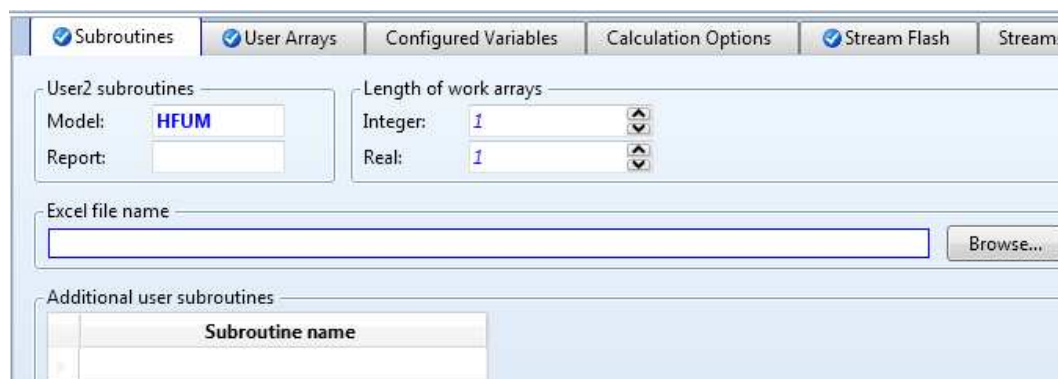 Subroutines User Arrays Configured Variables Calculation Options Stream Flash Stream
User2 subroutines Length of work arrays
Model: HFUM Integer: 1
Report: Real: 1
Excel file name
Browse...
Additional user subroutines
Subroutine name